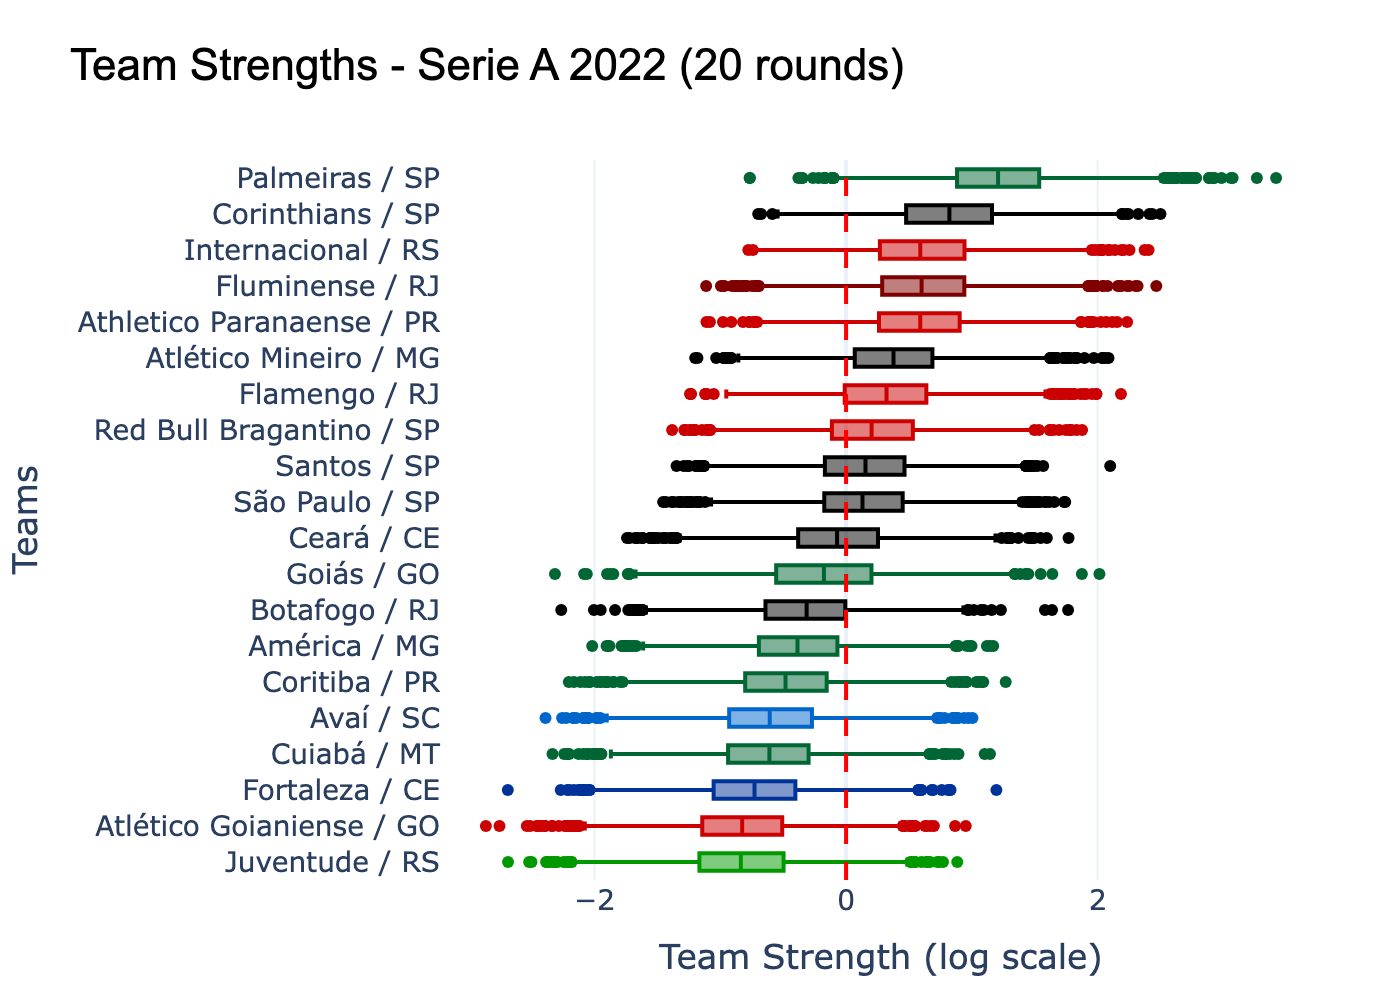 Team Strengths - Serie A 2022 (20 rounds)
Teams
Palmeiras / SP
Corinthians / SP
Internacional / RS
Fluminense / RJ
Athletico Paranaense / PR
Atlético Mineiro / MG
Flamengo / RJ
Red Bull Bragantino / SP
Santos / SP
São Paulo / SP
Ceará / CE
Goiás / GO
Botafogo / RJ
América / MG
Coritiba / PR
Avaí / SC
Cuiabá / MT
Fortaleza / CE
Atlético Goianiense / GO
Juventude / RS
−2 0 2
Team Strength (log scale)